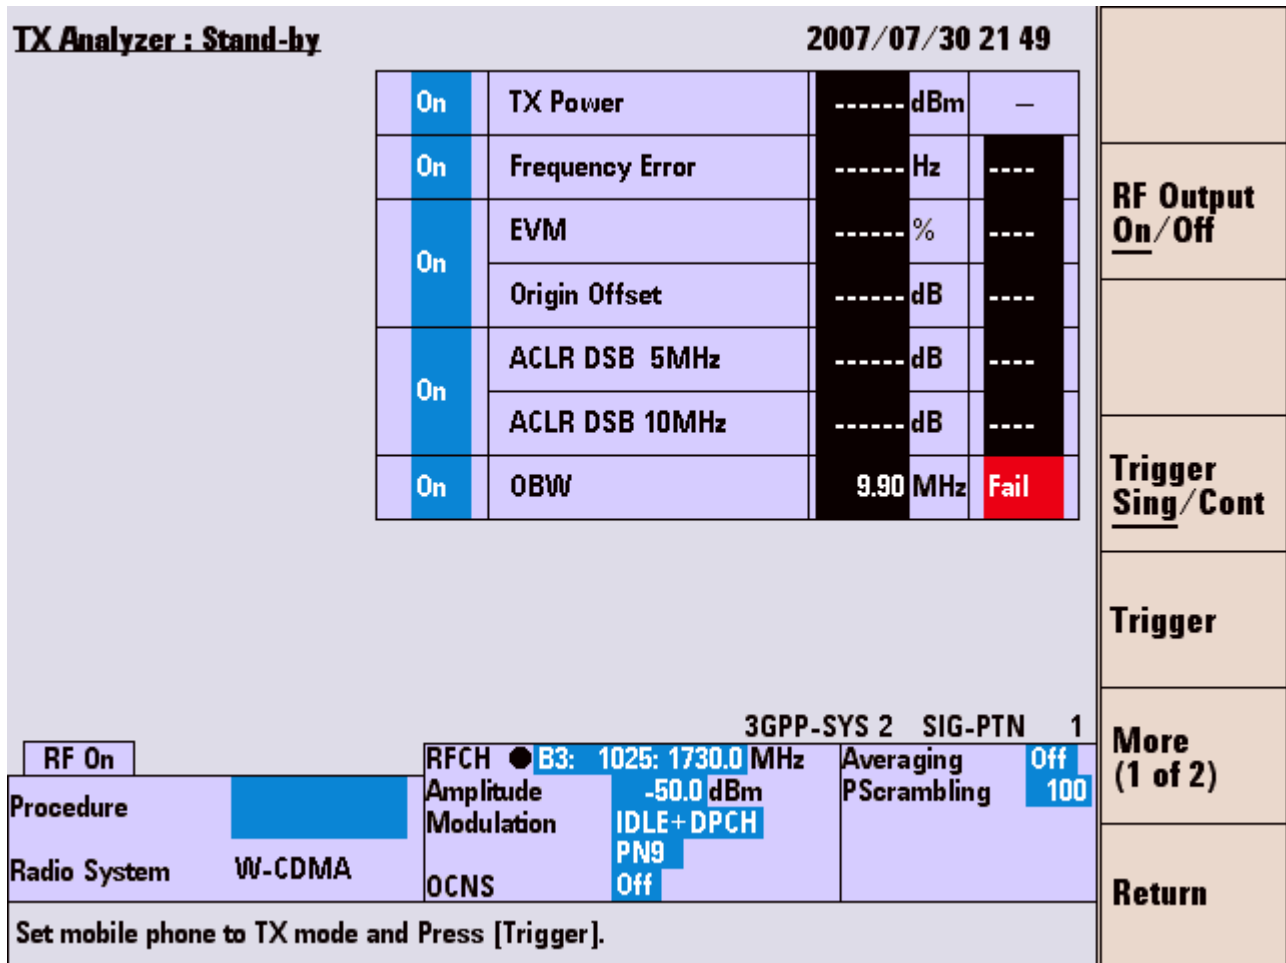 TX Analyzer : Stand-by 2007/07/30 21 49
On TX Power ------ dBm –
On Frequency Error ------ Hz ----
On EVM ------ % ----
Origin Offset ------ dB ----
On ACLR DSB 5MHz ------ dB ----
ACLR DSB 10MHz ------ dB ----
On OBW 9.90 MHz Fail
3GPP-SYS 2 SIG-PTN 1
RF On
Procedure
Radio System W-CDMA
RFCH ● B3: 1025: 1730.0 MHz
Amplitude -50.0 dBm
Modulation IDLE+DPCH
PN9
OCNS Off
Averaging Off
PScrambling 100
Set mobile phone to TX mode and Press [Trigger].
RF Output
On/Off
Trigger
Sing/Cont
Trigger
More
(1 of 2)
Return